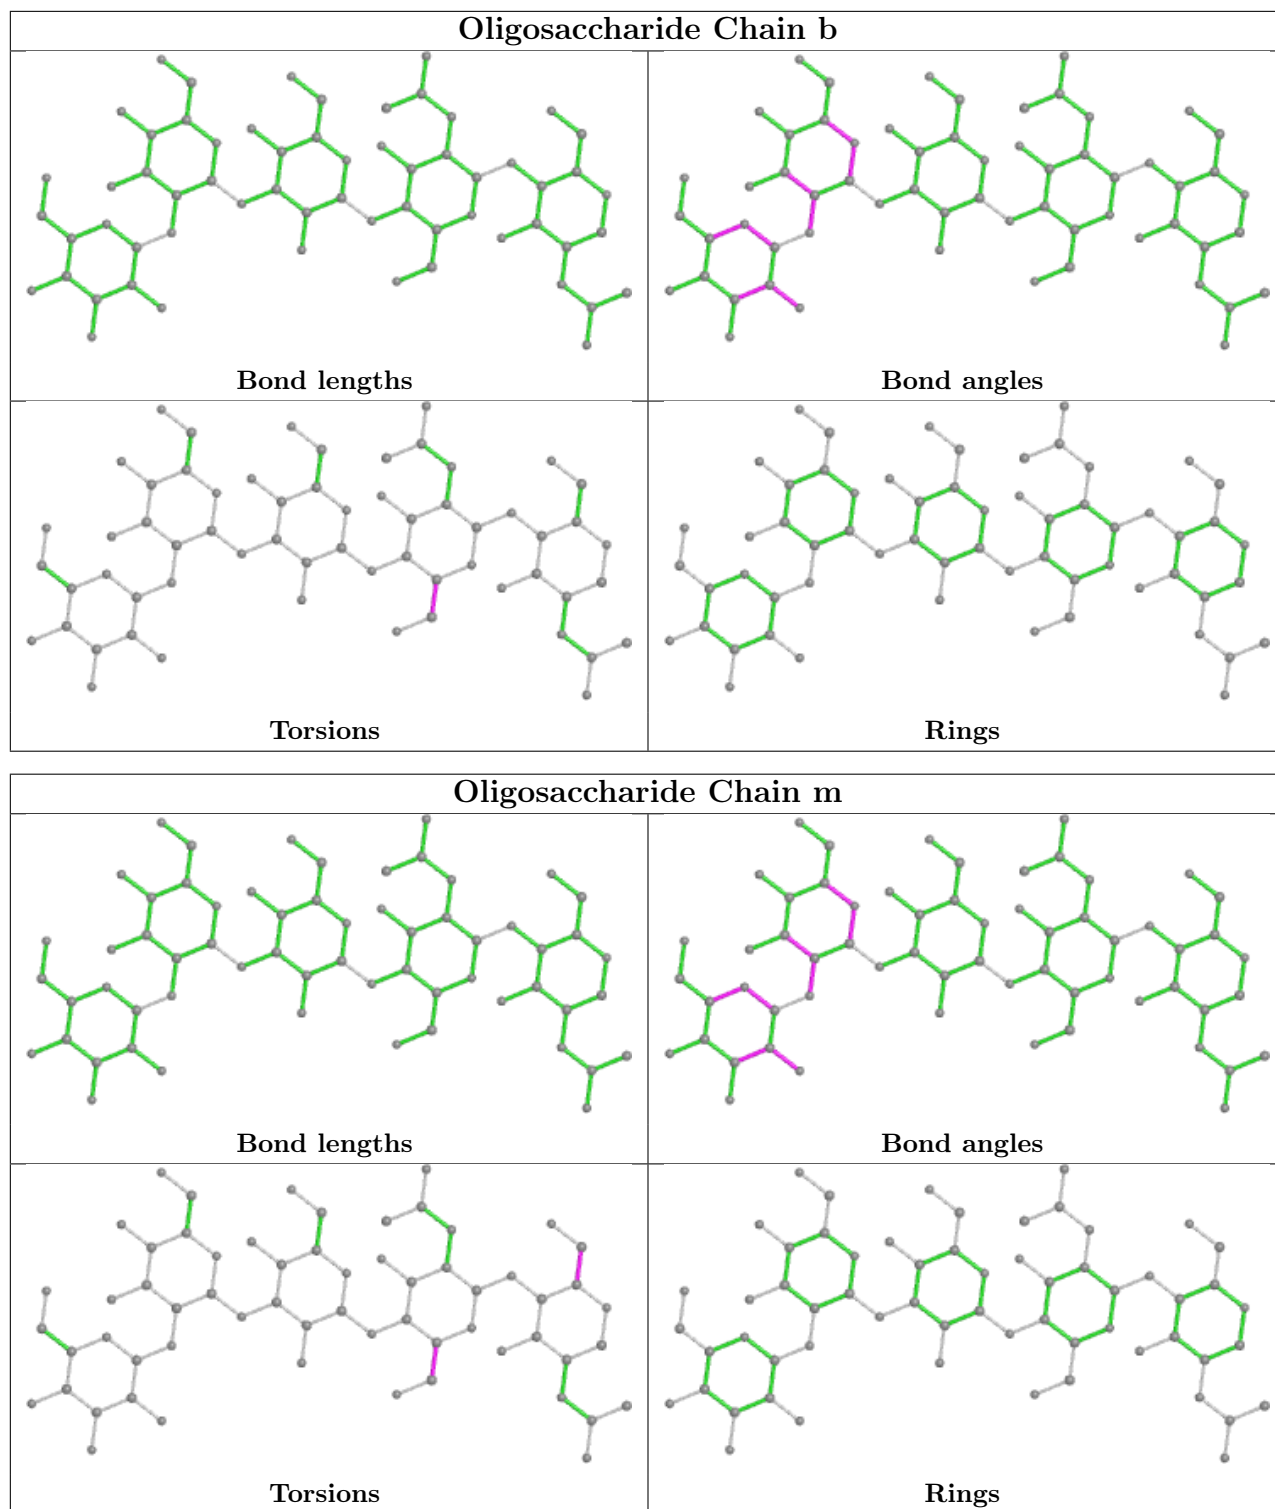 Oligosaccharide Chain b
Bond lengths
Bond angles
Torsions
Rings
Oligosaccharide Chain m
Bond lengths
Bond angles
Torsions
Rings